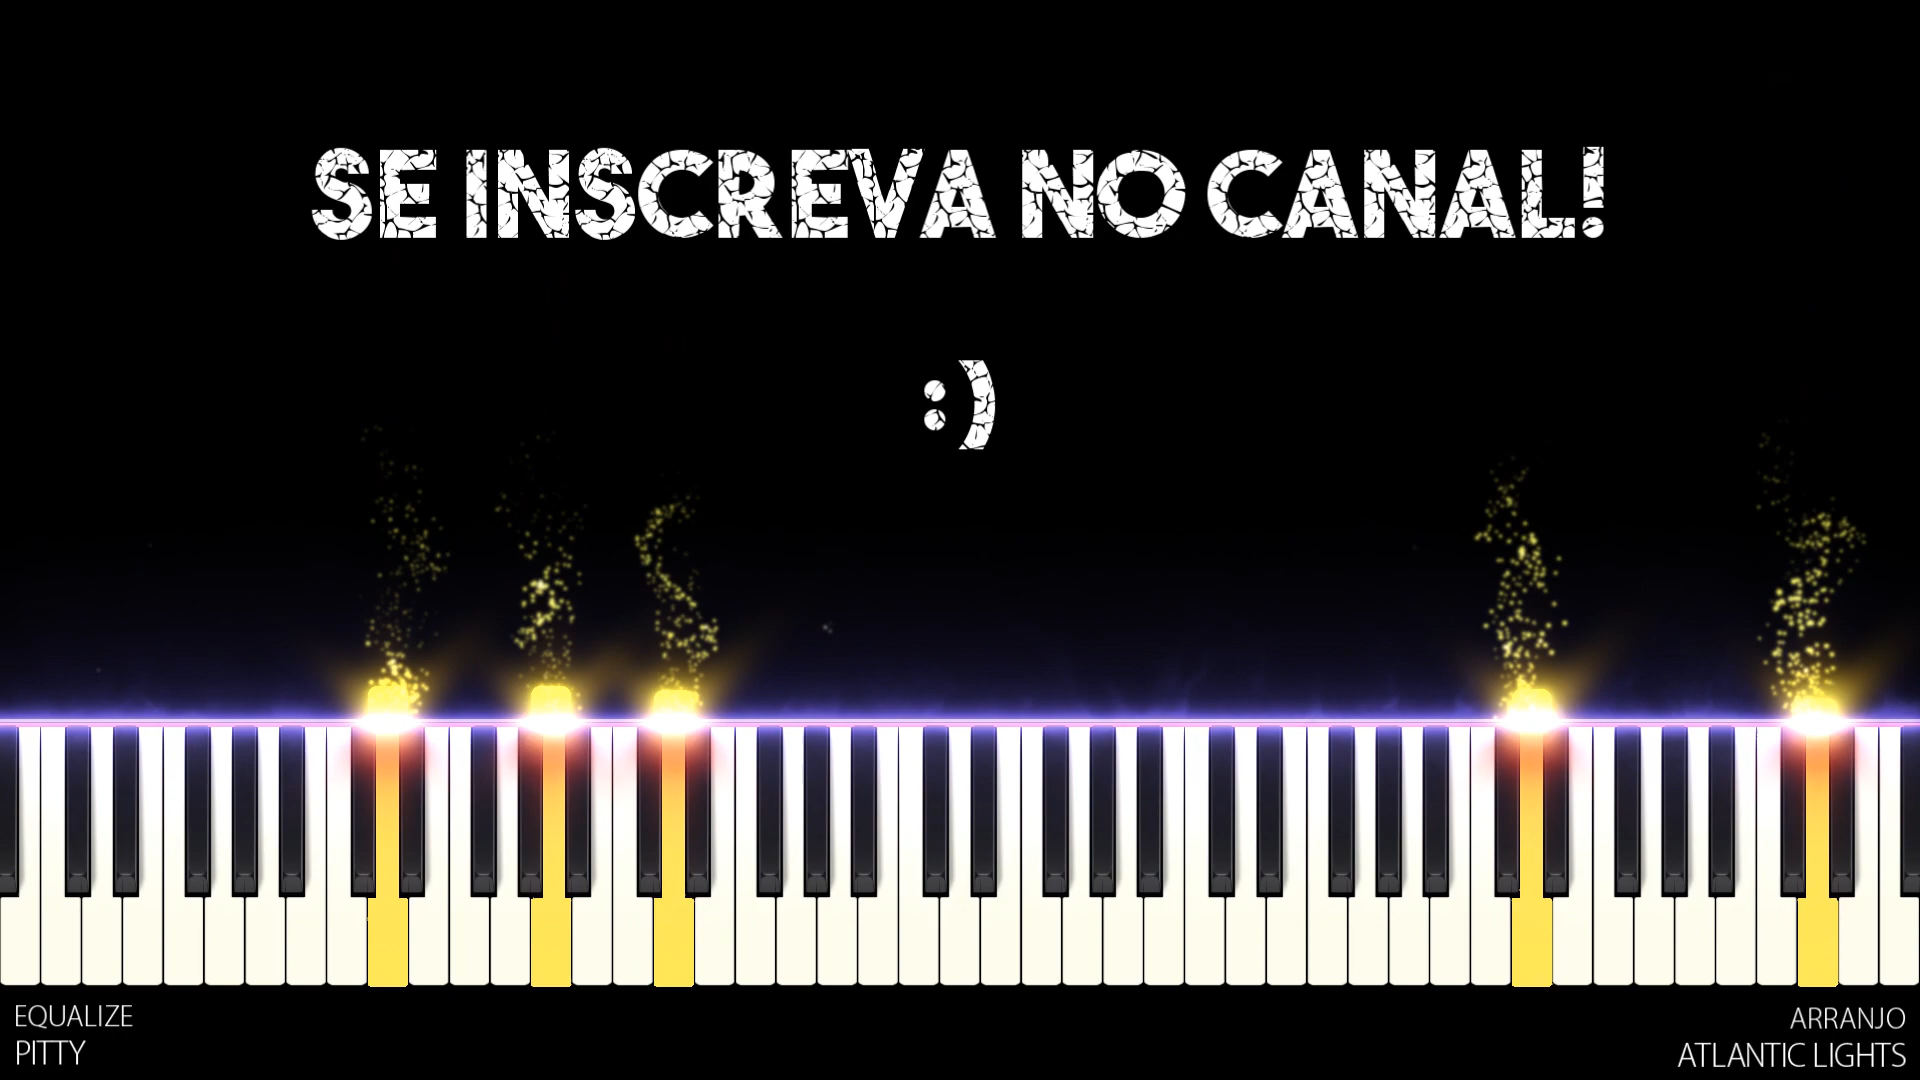 SE INSCREVA NO CANAL!
:)
EQUALIZE
PITTY
ARRANJO
ATLANTIC LIGHTS